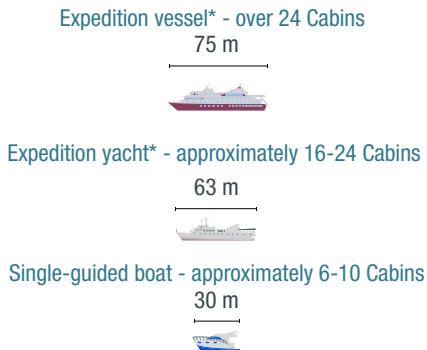 Expedition vessel* - over 24 Cabins
75 m
Expedition yacht* - approximately 16-24 Cabins
63 m
Single-guided boat - approximately 6-10 Cabins
30 m